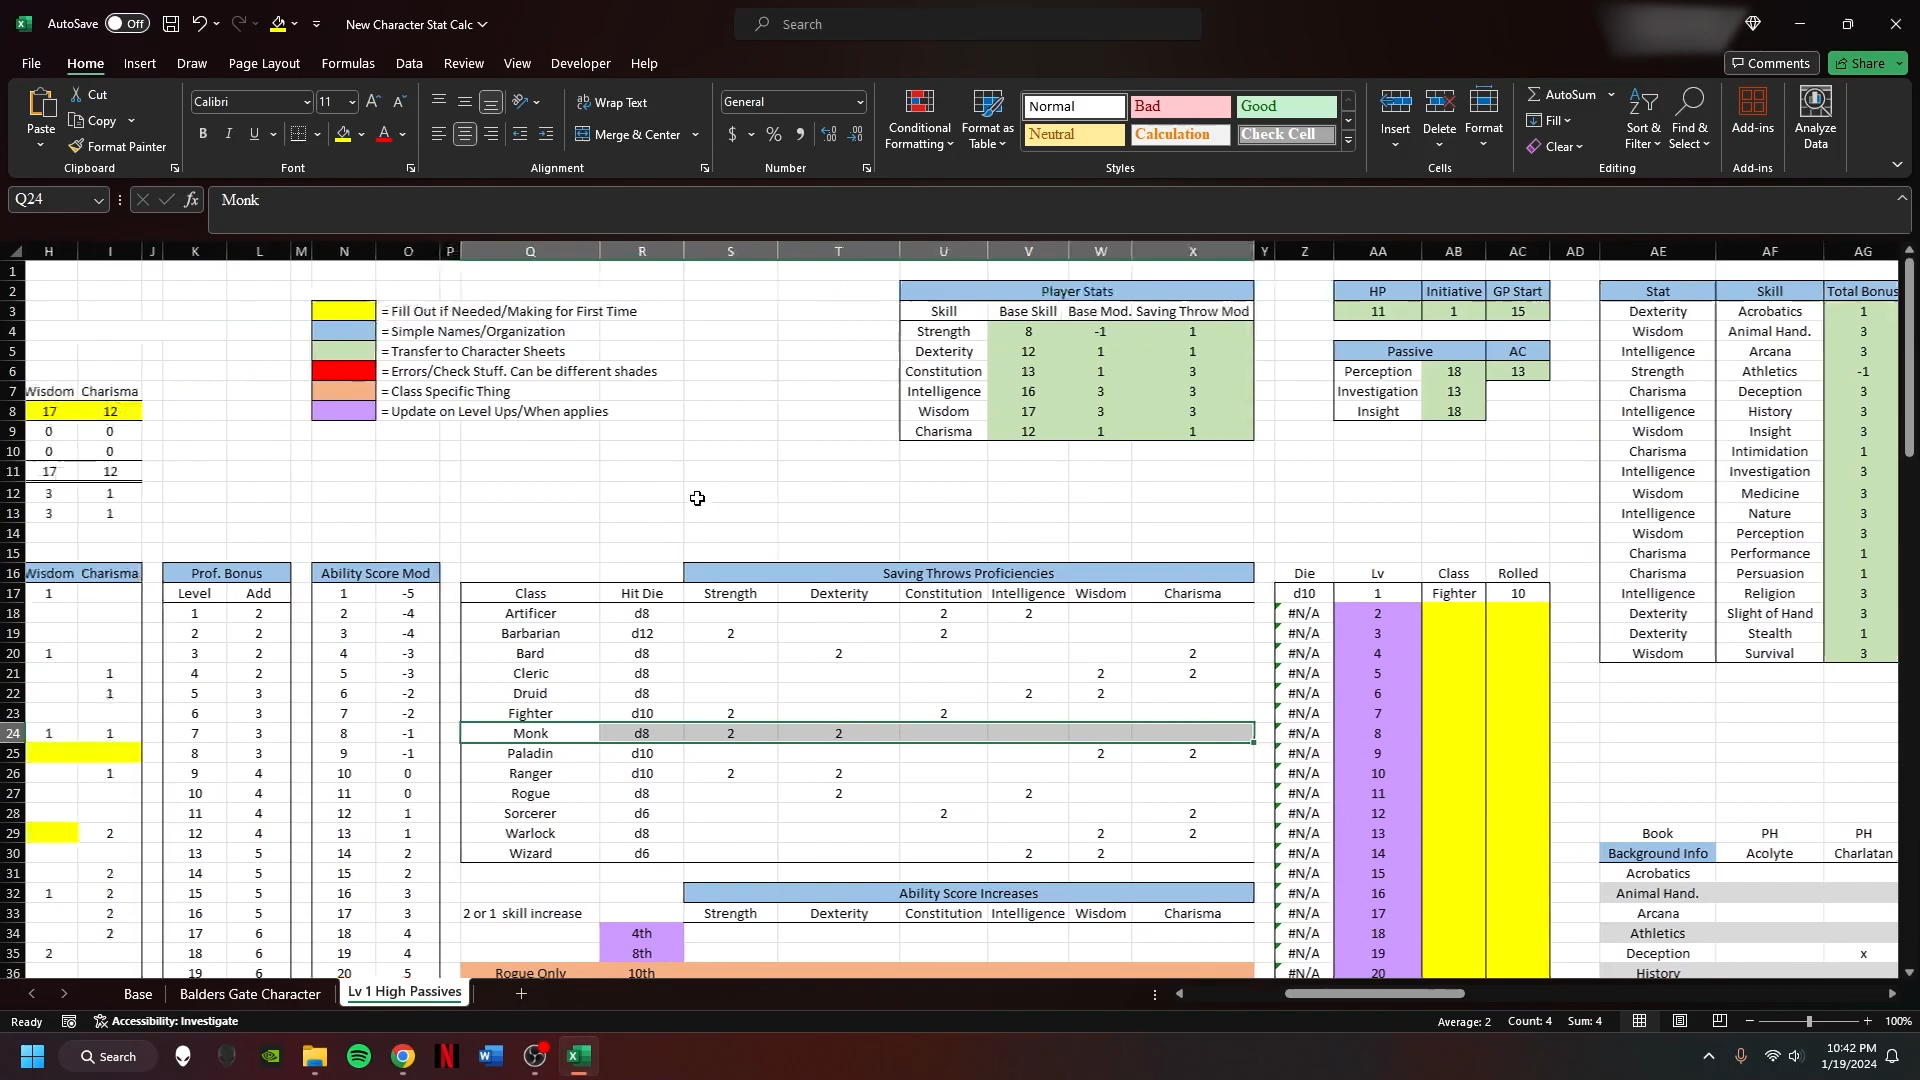 AutoSave Off New Character Stat Calc Search
File Home Insert Draw Page Layout Formulas Data Review View Developer Help Comments Share
Paste Cut Copy Format Painter Clipboard
Calibri 11 B I U Font
Wrap Text Merge & Center Alignment
General $ % Number
Conditional Formatting Format as Table Normal Bad Good Neutral Calculation Check Cell Styles
Insert Delete Format Cells
AutoSum Fill Clear Sort & Filter Find & Select Editing
Add-ins Add-ins
Analyze Data
Q24 fx Monk
H I J K L M N O P Q R S T U V W X Y Z AA AB AC AD AE AF AG
1
2 Player Stats HP Initiative GP Start Stat Skill Total Bonus
3 = Fill Out if Needed/Making for First Time Skill Base Skill Base Mod. Saving Throw Mod 11 1 15 Dexterity Acrobatics 1
4 = Simple Names/Organization Strength 8 -1 1 Wisdom Animal Hand. 3
5 = Transfer to Character Sheets Dexterity 12 1 1 Passive AC Intelligence Arcana 3
6 = Errors/Check Stuff. Can be different shades Constitution 13 1 3 Perception 18 13 Strength Athletics -1
7 Wisdom Charisma = Class Specific Thing Intelligence 16 3 3 Investigation 13 Charisma Deception 3
8 17 12 = Update on Level Ups/When applies Wisdom 17 3 3 Insight 18 Intelligence History 3
9 0 0 Charisma 12 1 1 Wisdom Insight 3
10 0 0 Charisma Intimidation 1
11 17 12 Intelligence Investigation 3
12 3 1 Wisdom Medicine 3
13 3 1 Intelligence Nature 3
14 Wisdom Perception 3
15 Charisma Performance 1
16 Wisdom Charisma Prof. Bonus Ability Score Mod Saving Throws Proficiencies Die Lv Class Rolled Charisma Persuasion 1
17 1 Level Add 1 -5 Class Hit Die Strength Dexterity Constitution Intelligence Wisdom Charisma d10 1 Fighter 10 Intelligence Religion 3
18 1 2 2 -4 Artificer d8 2 2 #N/A 2 Dexterity Slight of Hand 3
19 2 2 3 -4 Barbarian d12 2 2 #N/A 3 Dexterity Stealth 1
20 1 3 2 4 -3 Bard d8 2 2 #N/A 4 Wisdom Survival 3
21 1 4 2 5 -3 Cleric d8 2 2 #N/A 5
22 1 5 3 6 -2 Druid d8 2 2 #N/A 6
23 6 3 7 -2 Fighter d10 2 2 #N/A 7
24 1 1 7 3 8 -1 Monk d8 2 2 #N/A 8
25 8 3 9 -1 Paladin d10 2 2 #N/A 9
26 1 9 4 10 0 Ranger d10 2 2 #N/A 10
27 10 4 11 0 Rogue d8 2 2 #N/A 11
28 11 4 12 1 Sorcerer d6 2 2 #N/A 12
29 2 12 4 13 1 Warlock d8 2 2 #N/A 13 Book PH PH
30 13 5 14 2 Wizard d6 2 2 #N/A 14 Background Info Acolyte Charlatan
31 2 14 5 15 2 #N/A 15 Acrobatics
32 1 2 15 5 16 3 Ability Score Increases #N/A 16 Animal Hand.
33 2 16 5 17 3 2 or 1 skill increase Strength Dexterity Constitution Intelligence Wisdom Charisma #N/A 17 Arcana
34 2 17 6 18 4 4th #N/A 18 Athletics
35 2 18 6 19 4 8th #N/A 19 Deception x
36 19 6 20 5 Rogue Only 10th #N/A 20 History
Base Balders Gate Character Lv 1 High Passives
Ready Accessibility: Investigate Average: 2 Count: 4 Sum: 4 100%
Search 10:42 PM
1/19/2024